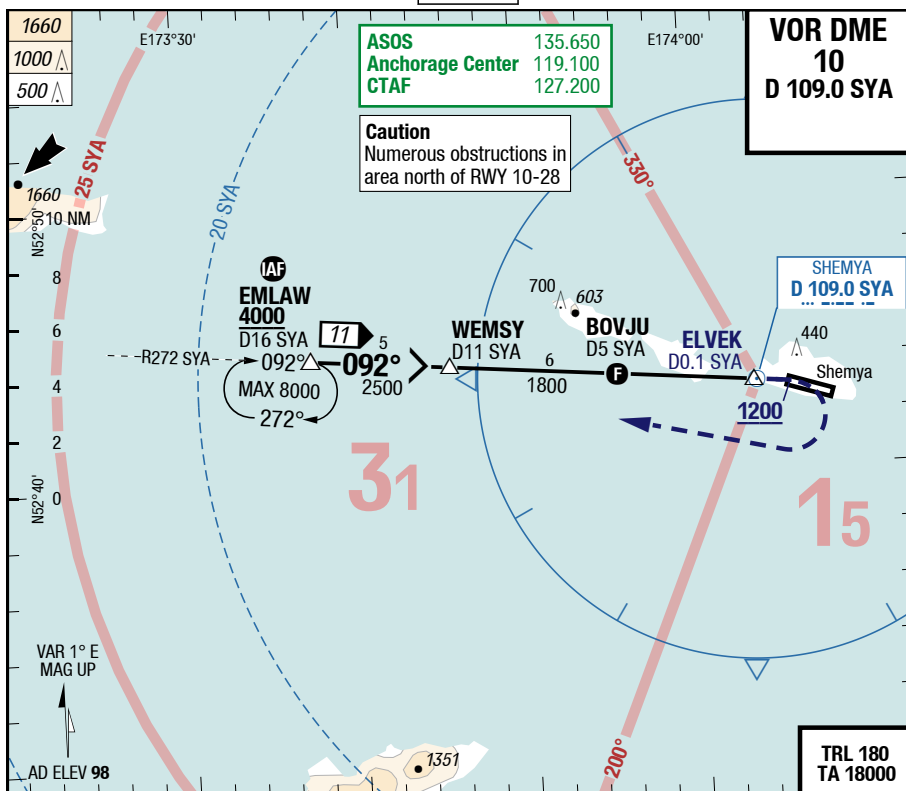 1660
1000
500
E173°30'
ASOS 135.650
Anchorage Center 119.100
CTAF 127.200
E174°00'
VOR DME
10
D 109.0 SYA
Caution
Numerous obstructions in
area north of RWY 10-28
25 SYA
20 SYA
330°
1660
N52°50'
10 NM
8
6
4
2
0
N52°40'
IAF
EMLAW
4000
D16 SYA
R272 SYA
092°
MAX 8000
272°
11
5
092°
2500
WEMSY
D11 SYA
6
1800
700
603
BOVJU
D5 SYA
F
ELVEK
D0.1 SYA
SHEMYA
D 109.0 SYA
440
Shemya
1200
31
15
VAR 1° E
MAG UP
AD ELEV 98
1351
200°
TRL 180
TA 18000